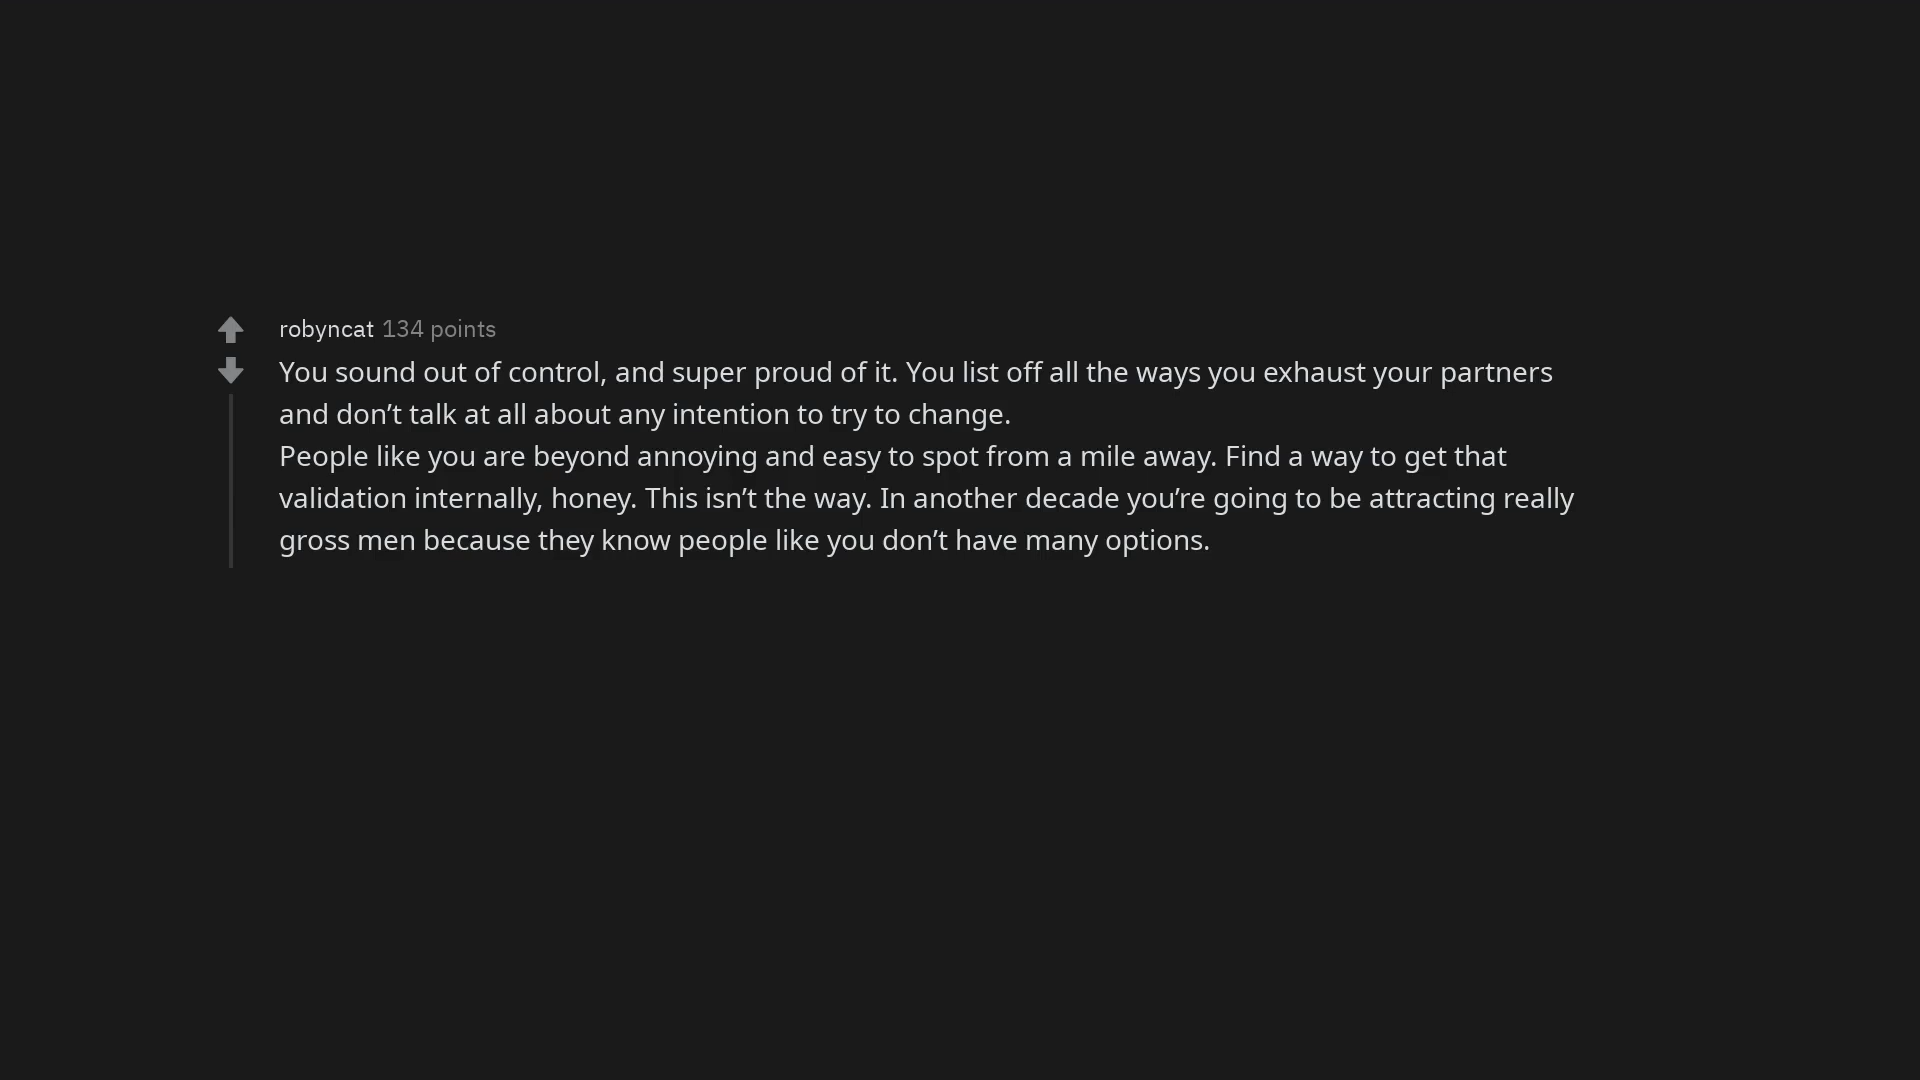 robyncat 134 points
You sound out of control, and super proud of it. You list off all the ways you exhaust your partners
and don’t talk at all about any intention to try to change.
People like you are beyond annoying and easy to spot from a mile away. Find a way to get that
validation internally, honey. This isn’t the way. In another decade you’re going to be attracting really
gross men because they know people like you don’t have many options.